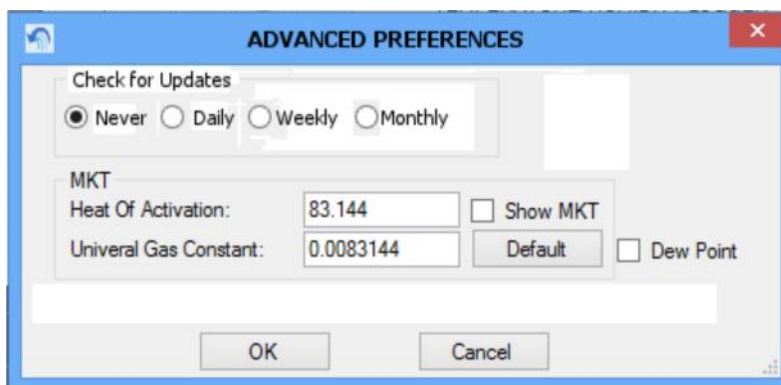 ADVANCED PREFERENCES
Check for Updates
Never Daily Weekly Monthly
MKT
Heat Of Activation: 83.144 Show MKT
Univeral Gas Constant: 0.0083144 Default Dew Point
OK Cancel